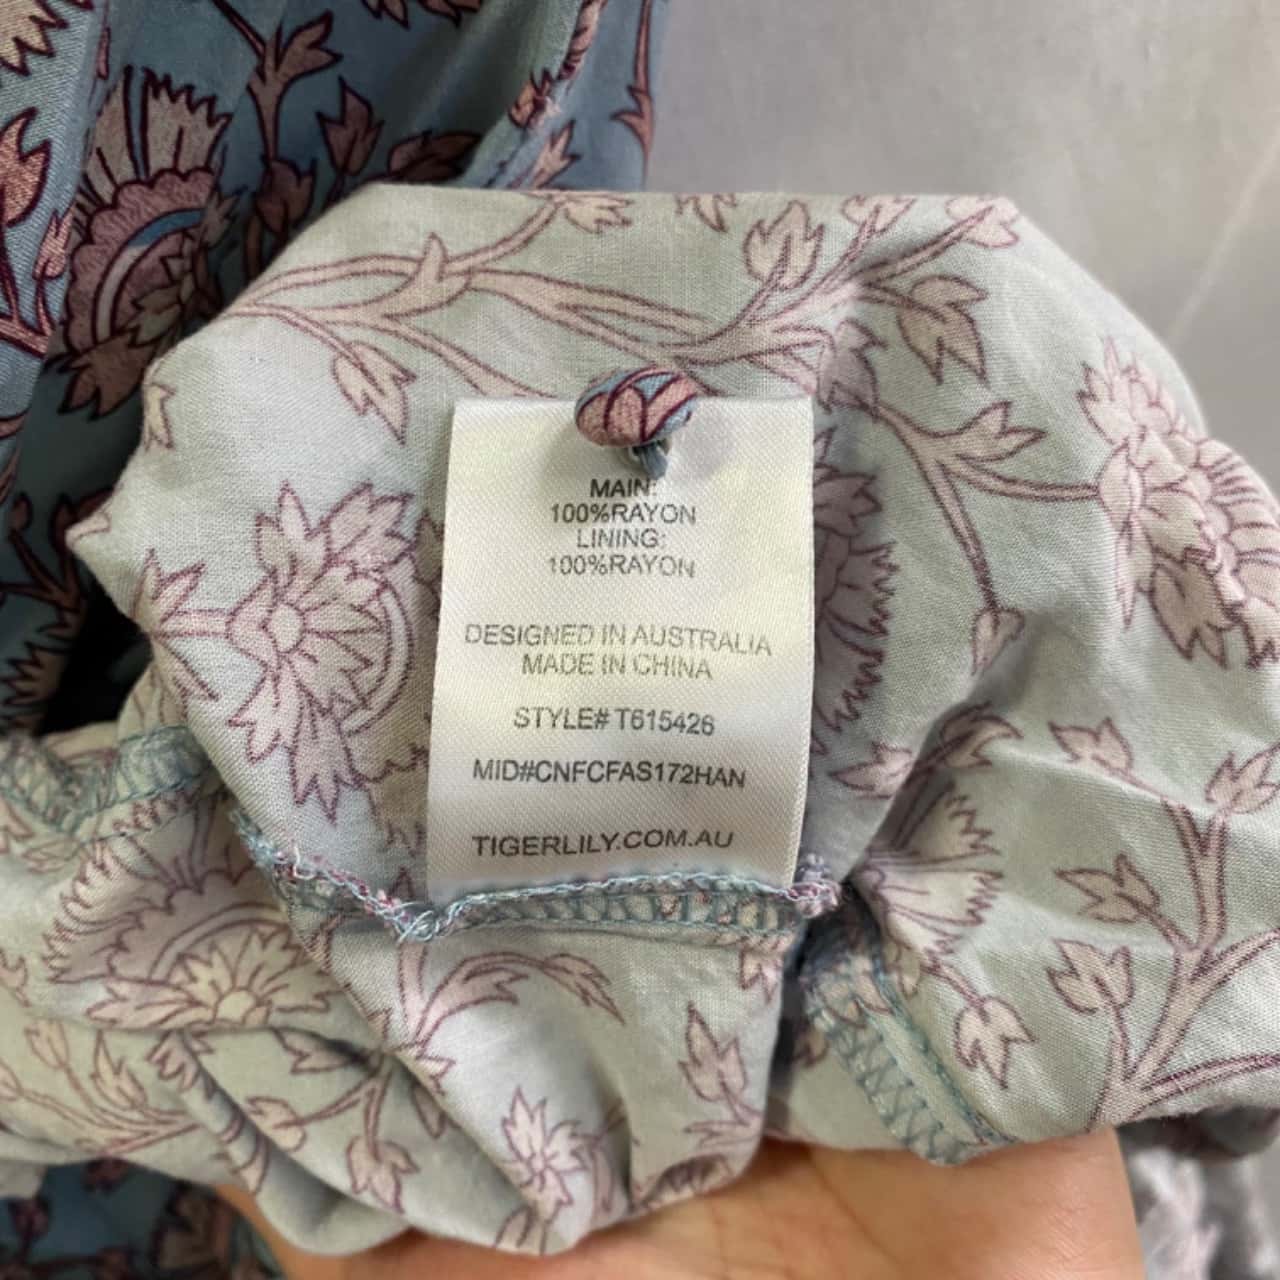 MAIN:
100%RAYON
LINING:
100%RAYON
DESIGNED IN AUSTRALIA
MADE IN CHINA
STYLE# T615426
MID#CNFCFAS172HAN
TIGERLILY.COM.AU